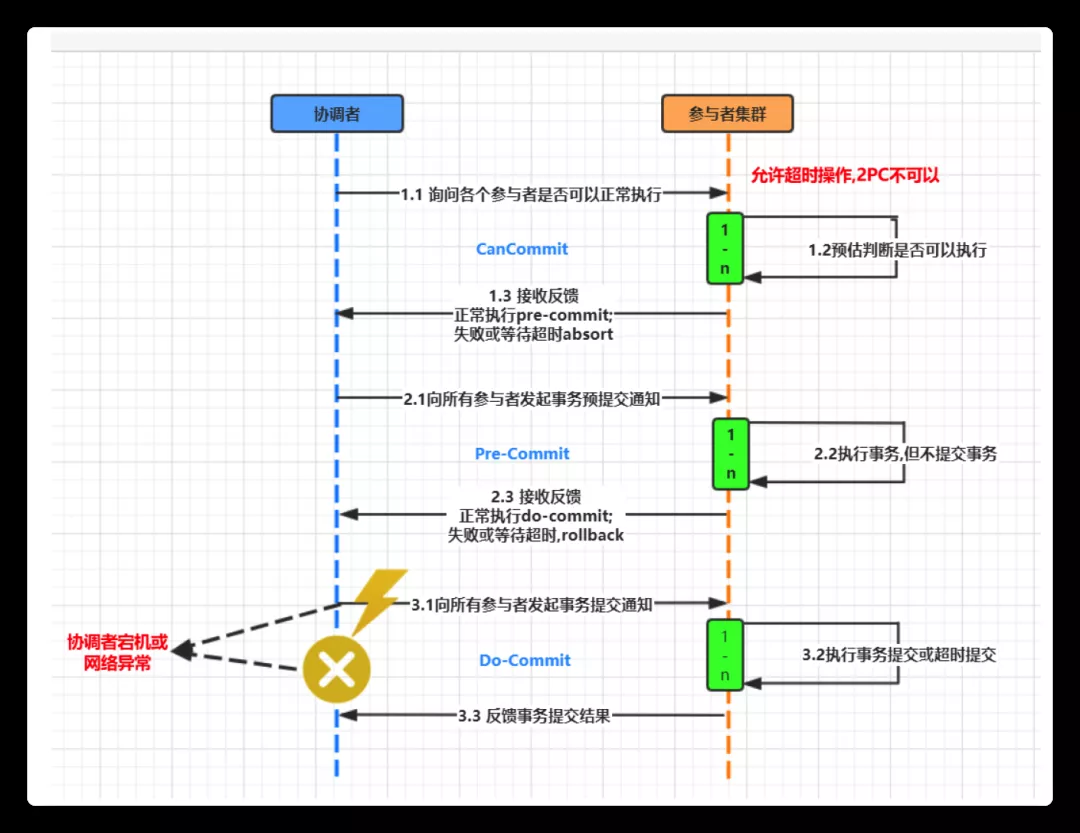 协调者
参与者集群
允许超时操作,2PC不可以
1.1 询问各个参与者是否可以正常执行
CanCommit
1
-
n
1.2预估判断是否可以执行
1.3 接收反馈
正常执行pre-commit;
失败或等待超时absort
2.1向所有参与者发起事务预提交通知
Pre-Commit
1
-
n
2.2执行事务,但不提交事务
2.3 接收反馈
正常执行do-commit;
失败或等待超时,rollback
3.1向所有参与者发起事务提交通知
协调者宕机或
网络异常
Do-Commit
1
-
n
3.2执行事务提交或超时提交
3.3 反馈事务提交结果